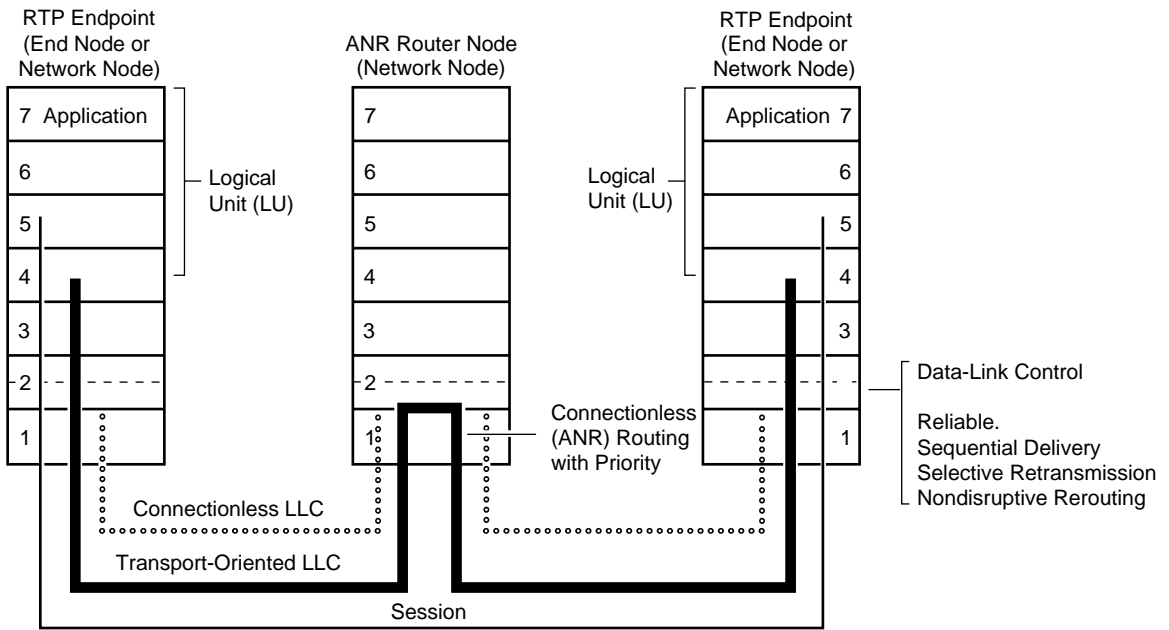 RTP Endpoint
(End Node or
Network Node)
ANR Router Node
(Network Node)
RTP Endpoint
(End Node or
Network Node)
7 Application
6
5
4
3
2
1
Logical
Unit (LU)
7
6
5
4
3
2
1
Connectionless
(ANR) Routing
with Priority
Logical
Unit (LU)
Application 7
6
5
4
3
1
Data-Link Control
Reliable.
Sequential Delivery
Selective Retransmission
Nondisruptive Rerouting
Connectionless LLC
Transport-Oriented LLC
Session